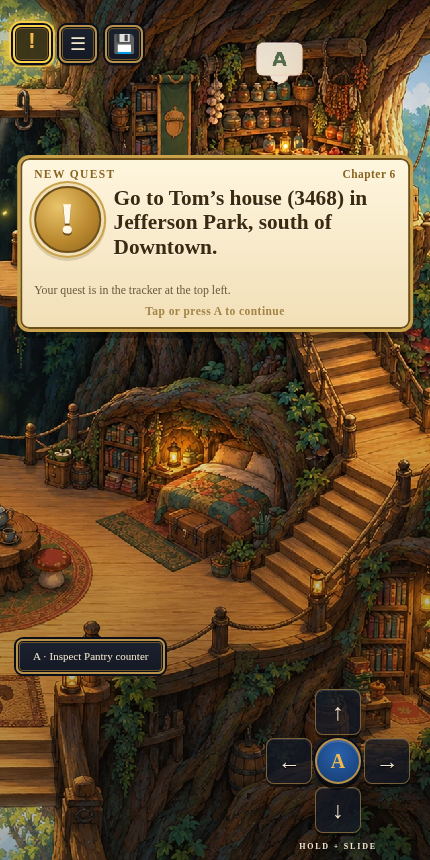 !
☰
💾
A
NEW QUEST
Chapter 6
!
Go to Tom’s house (3468) in
Jefferson Park, south of
Downtown.
Your quest is in the tracker at the top left.
Tap or press A to continue
A · Inspect Pantry counter
↑
← A →
↓
HOLD + SLIDE